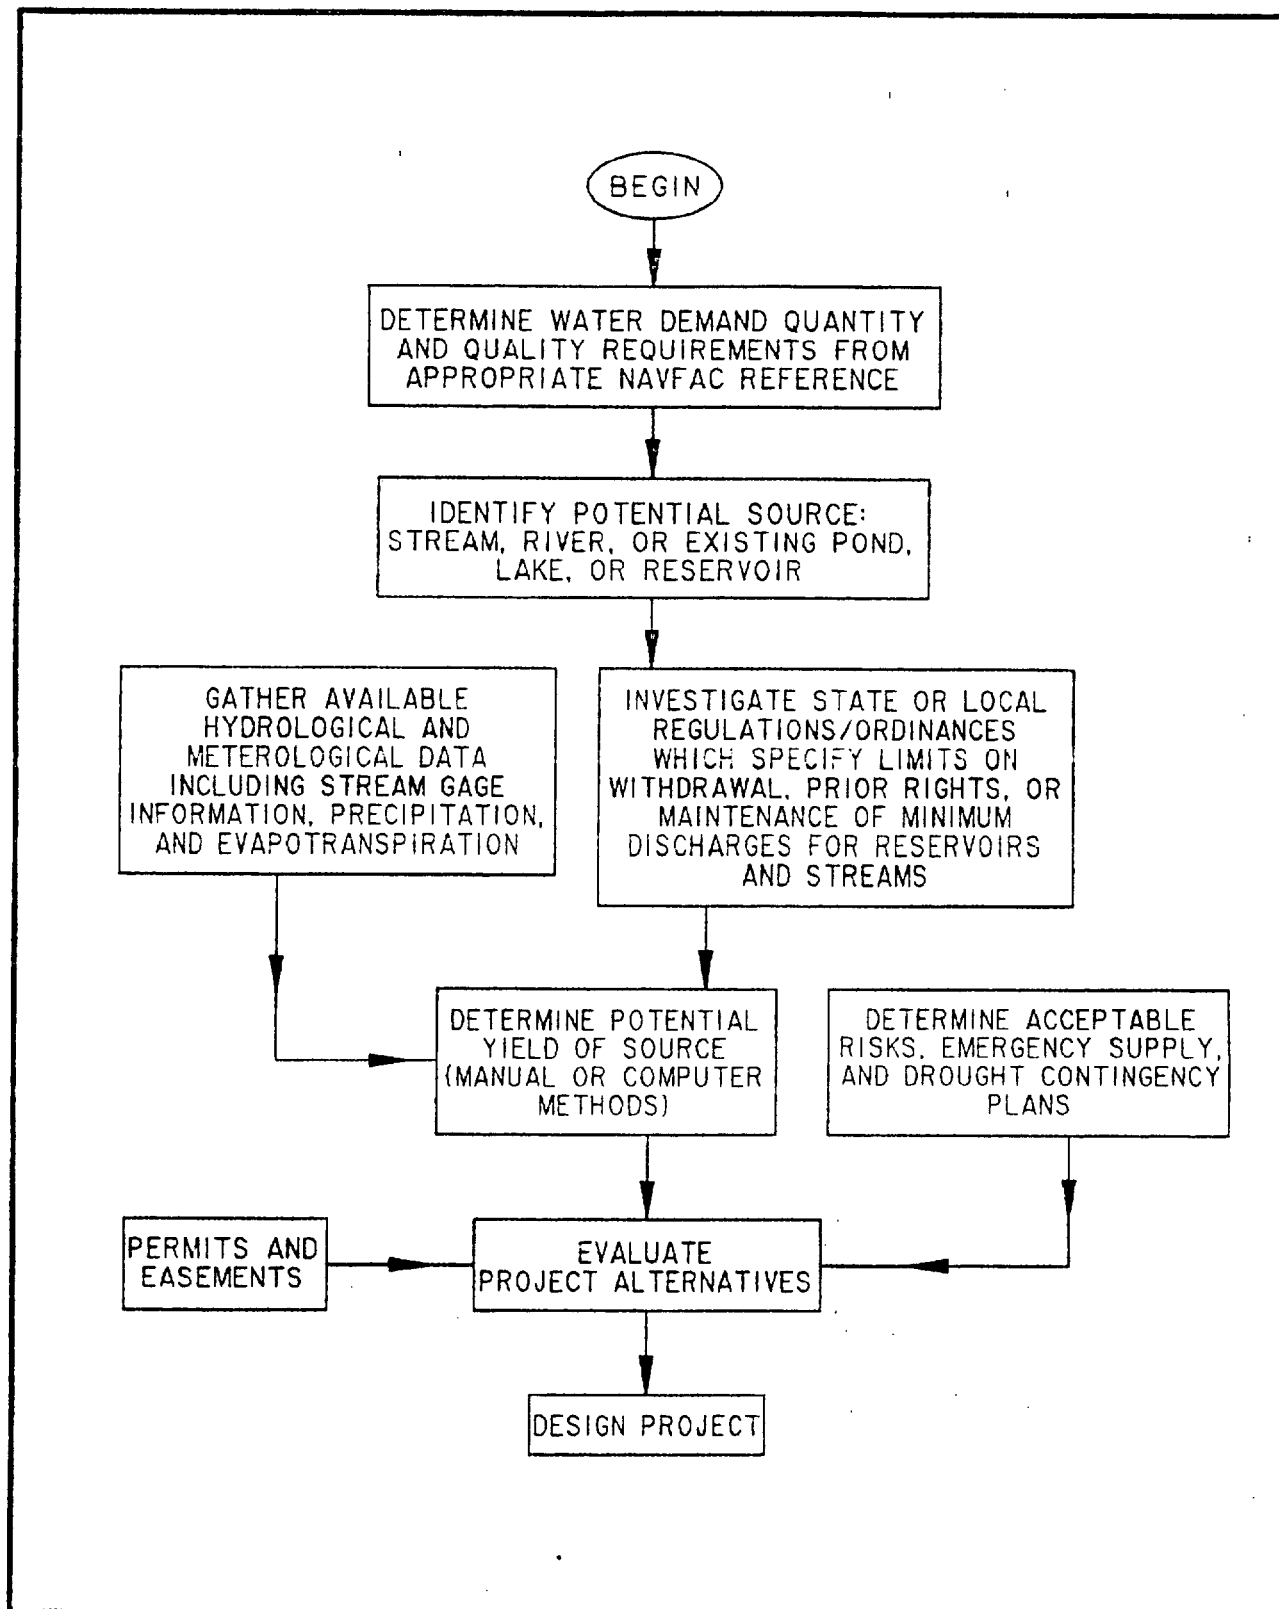 BEGIN
DETERMINE WATER DEMAND QUANTITY
AND QUALITY REQUIREMENTS FROM
APPROPRIATE NAVFAC REFERENCE
IDENTIFY POTENTIAL SOURCE:
STREAM, RIVER, OR EXISTING POND,
LAKE, OR RESERVOIR
GATHER AVAILABLE
HYDROLOGICAL AND
METEROLOGICAL DATA
INCLUDING STREAM GAGE
INFORMATION, PRECIPITATION,
AND EVAPOTRANSPIRATION
INVESTIGATE STATE OR LOCAL
REGULATIONS/ORDINANCES
WHICH SPECIFY LIMITS ON
WITHDRAWAL, PRIOR RIGHTS, OR
MAINTENANCE OF MINIMUM
DISCHARGES FOR RESERVOIRS
AND STREAMS
DETERMINE POTENTIAL
YIELD OF SOURCE
(MANUAL OR COMPUTER
METHODS)
DETERMINE ACCEPTABLE
RISKS, EMERGENCY SUPPLY,
AND DROUGHT CONTINGENCY
PLANS
PERMITS AND
EASEMENTS
EVALUATE
PROJECT ALTERNATIVES
DESIGN PROJECT